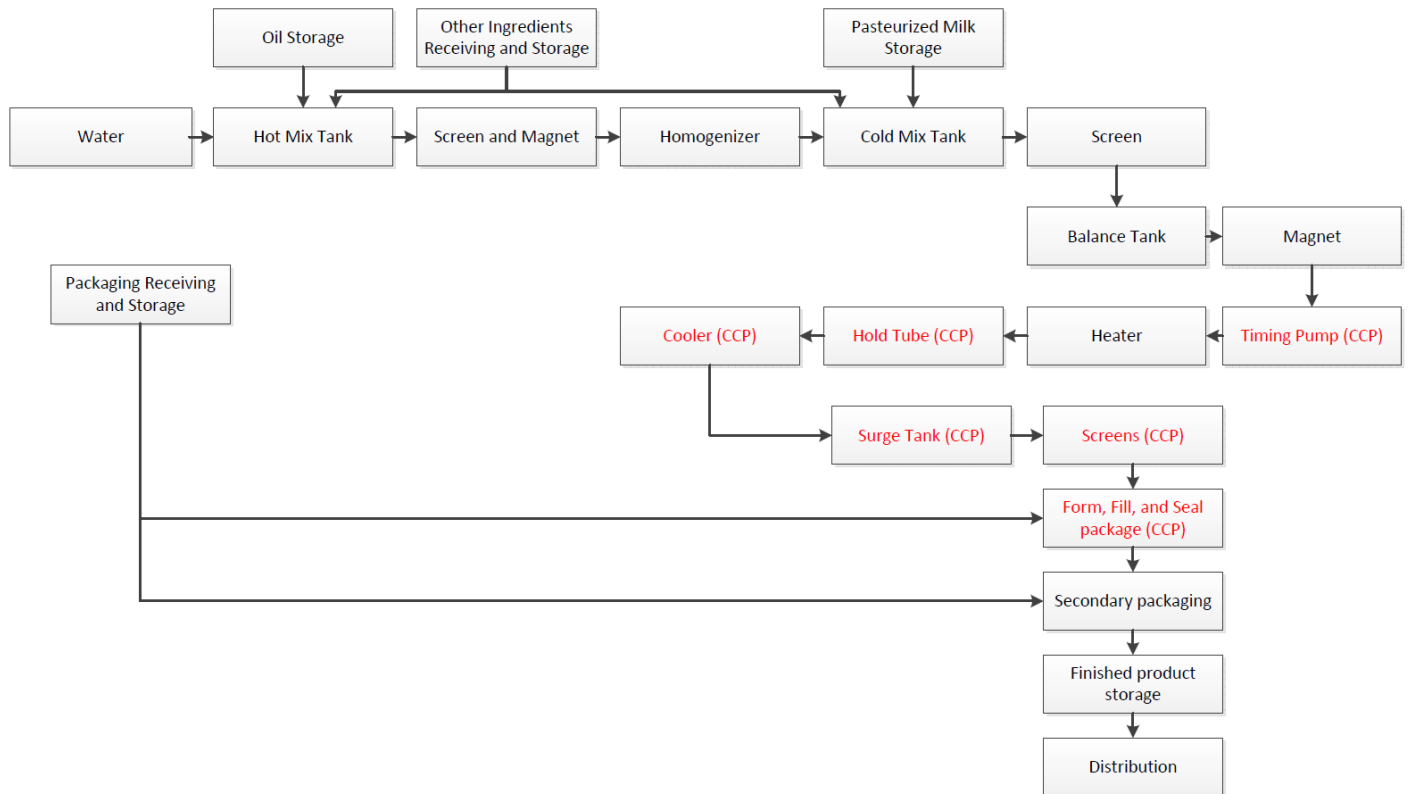 Oil Storage
Other Ingredients
Receiving and Storage
Pasteurized Milk
Storage
Water
Hot Mix Tank
Screen and Magnet
Homogenizer
Cold Mix Tank
Screen
Balance Tank
Magnet
Packaging Receiving
and Storage
Cooler (CCP)
Hold Tube (CCP)
Heater
Timing Pump (CCP)
Surge Tank (CCP)
Screens (CCP)
Form, Fill, and Seal
package (CCP)
Secondary packaging
Finished product
storage
Distribution